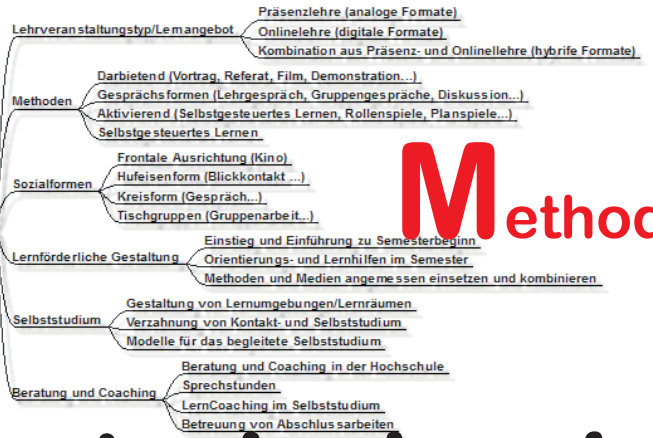 Lehrveranstaltungstyp/Lernangebot
Präsenzlehre (analoge Formate)
Onlinelehre (digitale Formate)
Kombination aus Präsenz- und Onlinellehre (hybrife Formate)
Methoden
Darbietend (Vortrag, Referat, Film, Demonstration...)
Gesprächsformen (Lehrgespräch, Gruppengespräche, Diskussion...)
Aktivierend (Selbstgesteuertes Lernen, Rollenspiele, Planspiele...)
Selbstgesteuertes Lernen
Sozialformen
Frontale Ausrichtung (Kino)
Hufeisenform (Blickkontakt ...)
Kreisform (Gespräch...)
Tischgruppen (Gruppenarbeit...)
Method
Lernförderliche Gestaltung
Einstieg und Einführung zu Semesterbeginn
Orientierungs- und Lernhilfen im Semester
Methoden und Medien angemessen einsetzen und kombinieren
Selbststudium
Gestaltung von Lernumgebungen/Lernräumen
Verzahnung von Kontakt- und Selbststudium
Modelle für das begleitete Selbststudium
Beratung und Coaching
Beratung und Coaching in der Hochschule
Sprechstunden
LernCoaching im Selbststudium
Betreuung von Abschlussarbeiten